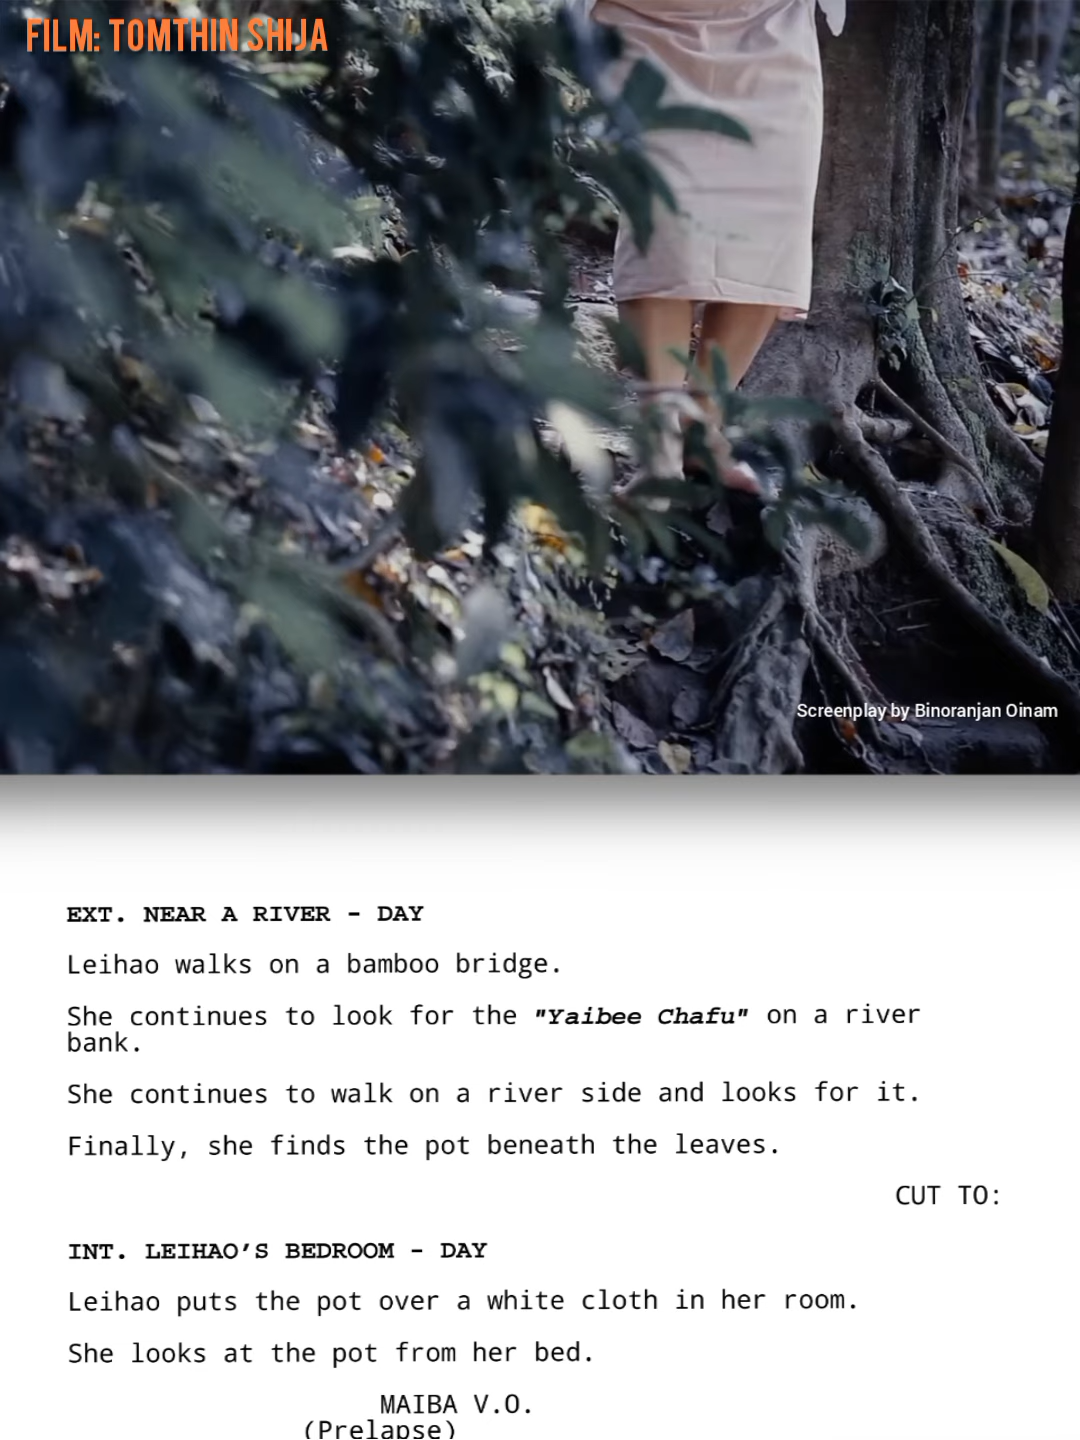 FILM: TOMTHIN SHIJA
Screenplay by Binoranjan Oinam
EXT. NEAR A RIVER - DAY
Leihao walks on a bamboo bridge.
She continues to look for the "Yaibee Chafu" on a river
bank.
She continues to walk on a river side and looks for it.
Finally, she finds the pot beneath the leaves.
CUT TO:
INT. LEIHAO'S BEDROOM - DAY
Leihao puts the pot over a white cloth in her room.
She looks at the pot from her bed.
MAIBA V.O.
(Prelapse)